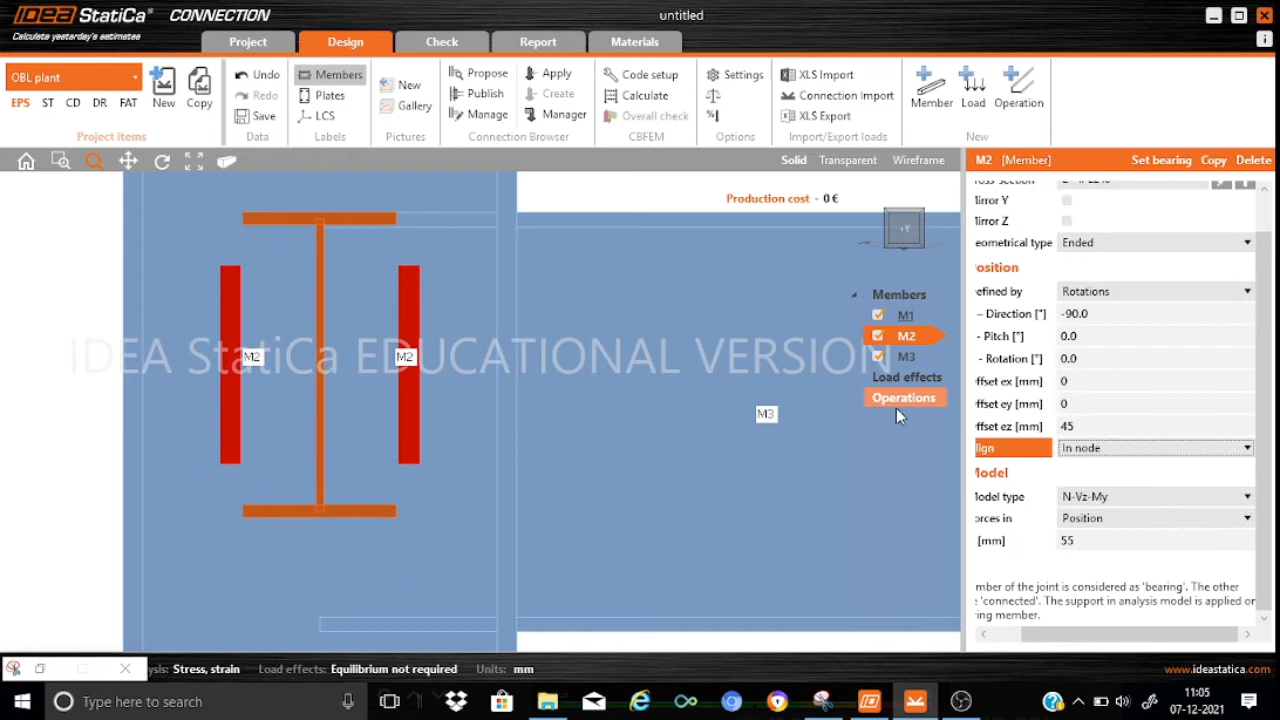 IDEA StatiCa® CONNECTION
Calculate yesterday's estimates
untitled
Project Design Check Report Materials
OBL plant
EPS ST CD DR FAT
New Copy
Project items
Undo
Redo
Save
Data
Members
Plates
LCS
Labels
New
Gallery
Pictures
Propose
Publish
Manage
Apply
Create
Manager
Connection Browser
Code setup
Calculate
Overall check
CBFEM
Settings
Options
XLS Import
Connection Import
XLS Export
Import/Export loads
Member Load Operation
New
Solid Transparent Wireframe
M2 [Member] Set bearing Copy Delete
Production cost - 0 €
+Y
Members
M1
M2
M3
Load effects
Operations
IDEA StatiCa EDUCATIONAL VERSION
M2
M2
M3
irror Y
irror Z
eometrical type Ended
osition
efined by Rotations
– Direction [°] -90.0
– Pitch [°] 0.0
– Rotation [°] 0.0
ffset ex [mm] 0
ffset ey [mm] 0
ffset ez [mm] 45
lign In node
Model
odel type N-Vz-My
orces in Position
[mm] 55
mber of the joint is considered as 'bearing'. The other
e 'connected'. The support in analysis model is applied on
ring member.
ysis: Stress, strain Load effects: Equilibrium not required Units: mm
www.ideastatica.com
Type here to search
11:05
07-12-2021